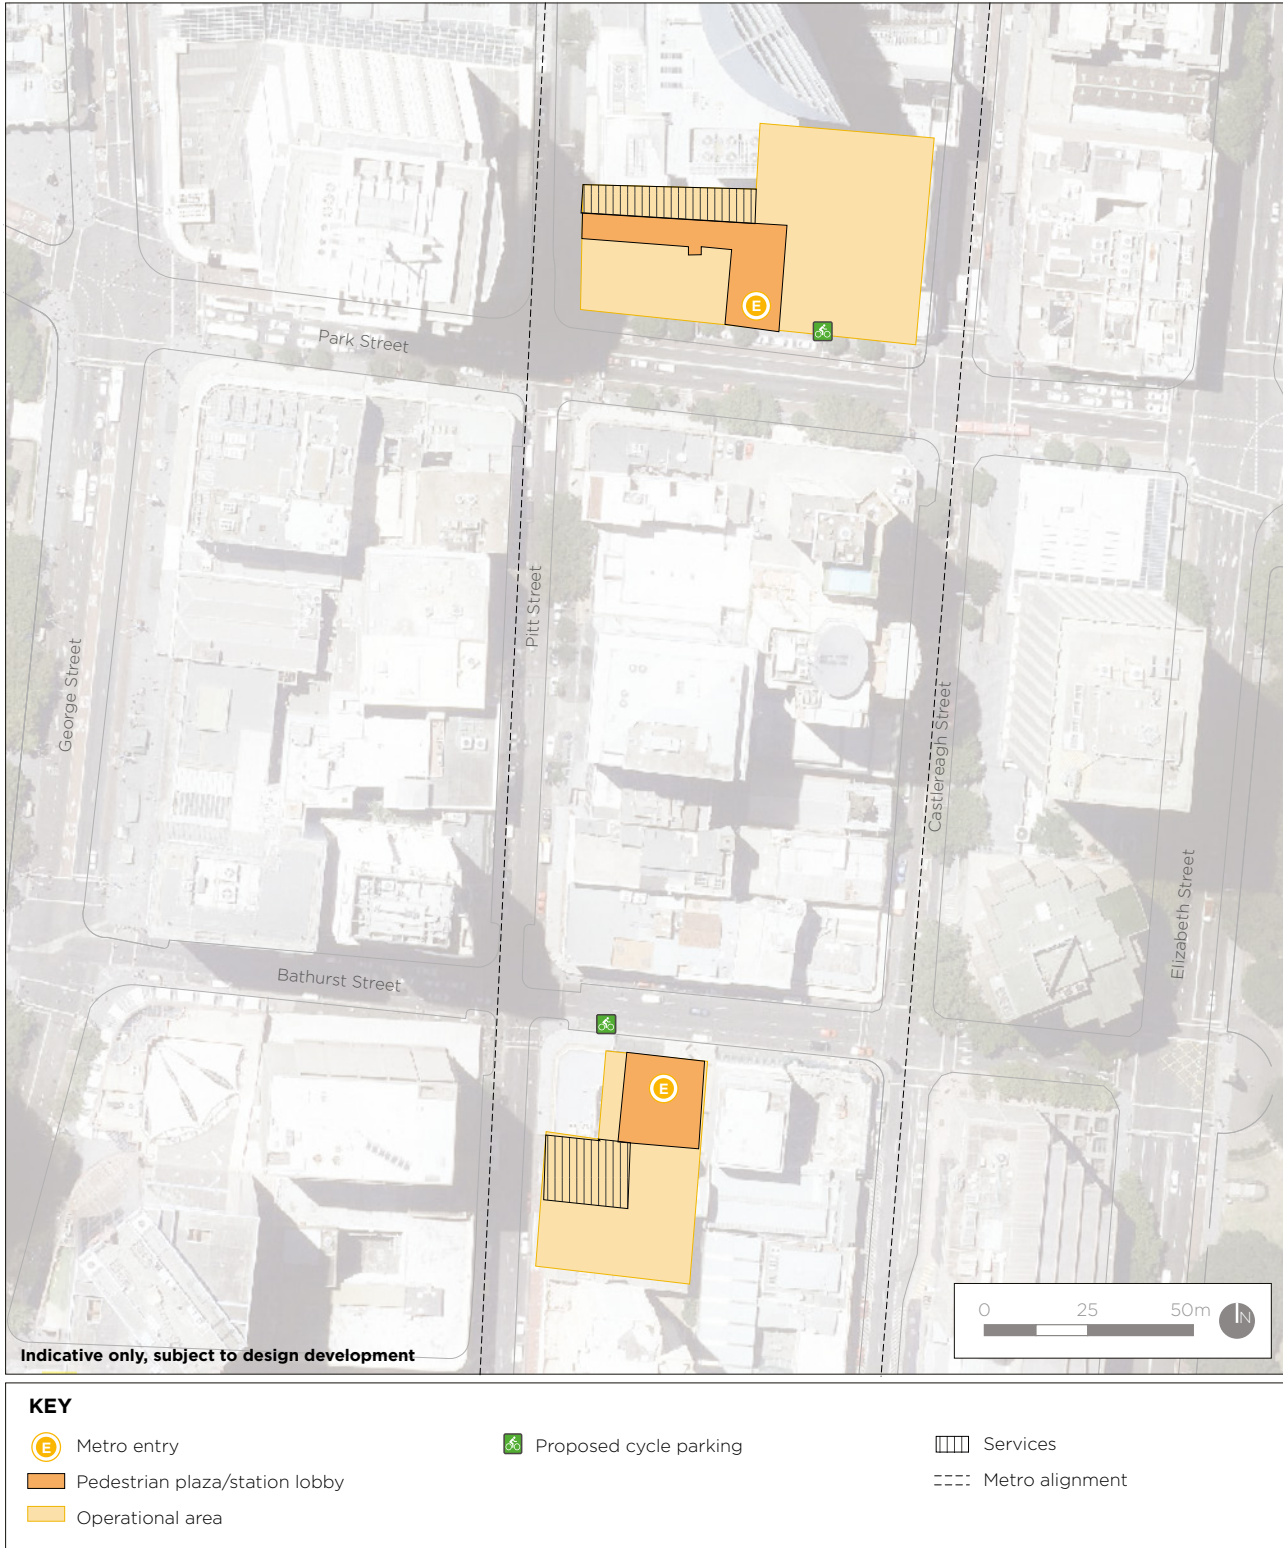 E
Park Street
Pitt Street
George Street
Castlereagh Street
Elizabeth Street
Bathurst Street
E
0 25 50m
N
Indicative only, subject to design development
KEY
E Metro entry
Proposed cycle parking
Services
Pedestrian plaza/station lobby
Metro alignment
Operational area